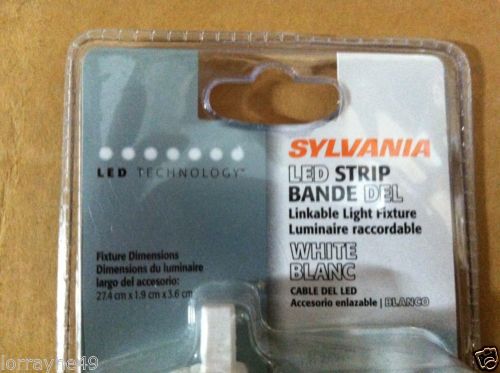 LED TECHNOLOGY™
Fixture Dimensions
Dimensions du luminaire
largo del accesorio:
27.4 cm x 1.9 cm x 3.6 cm
SYLVANIA
LED STRIP
BANDE DEL
Linkable Light Fixture
Luminaire raccordable
WHITE
BLANC
CABLE DEL LED
Accesorio enlazable | BLANCO
lorrayne49